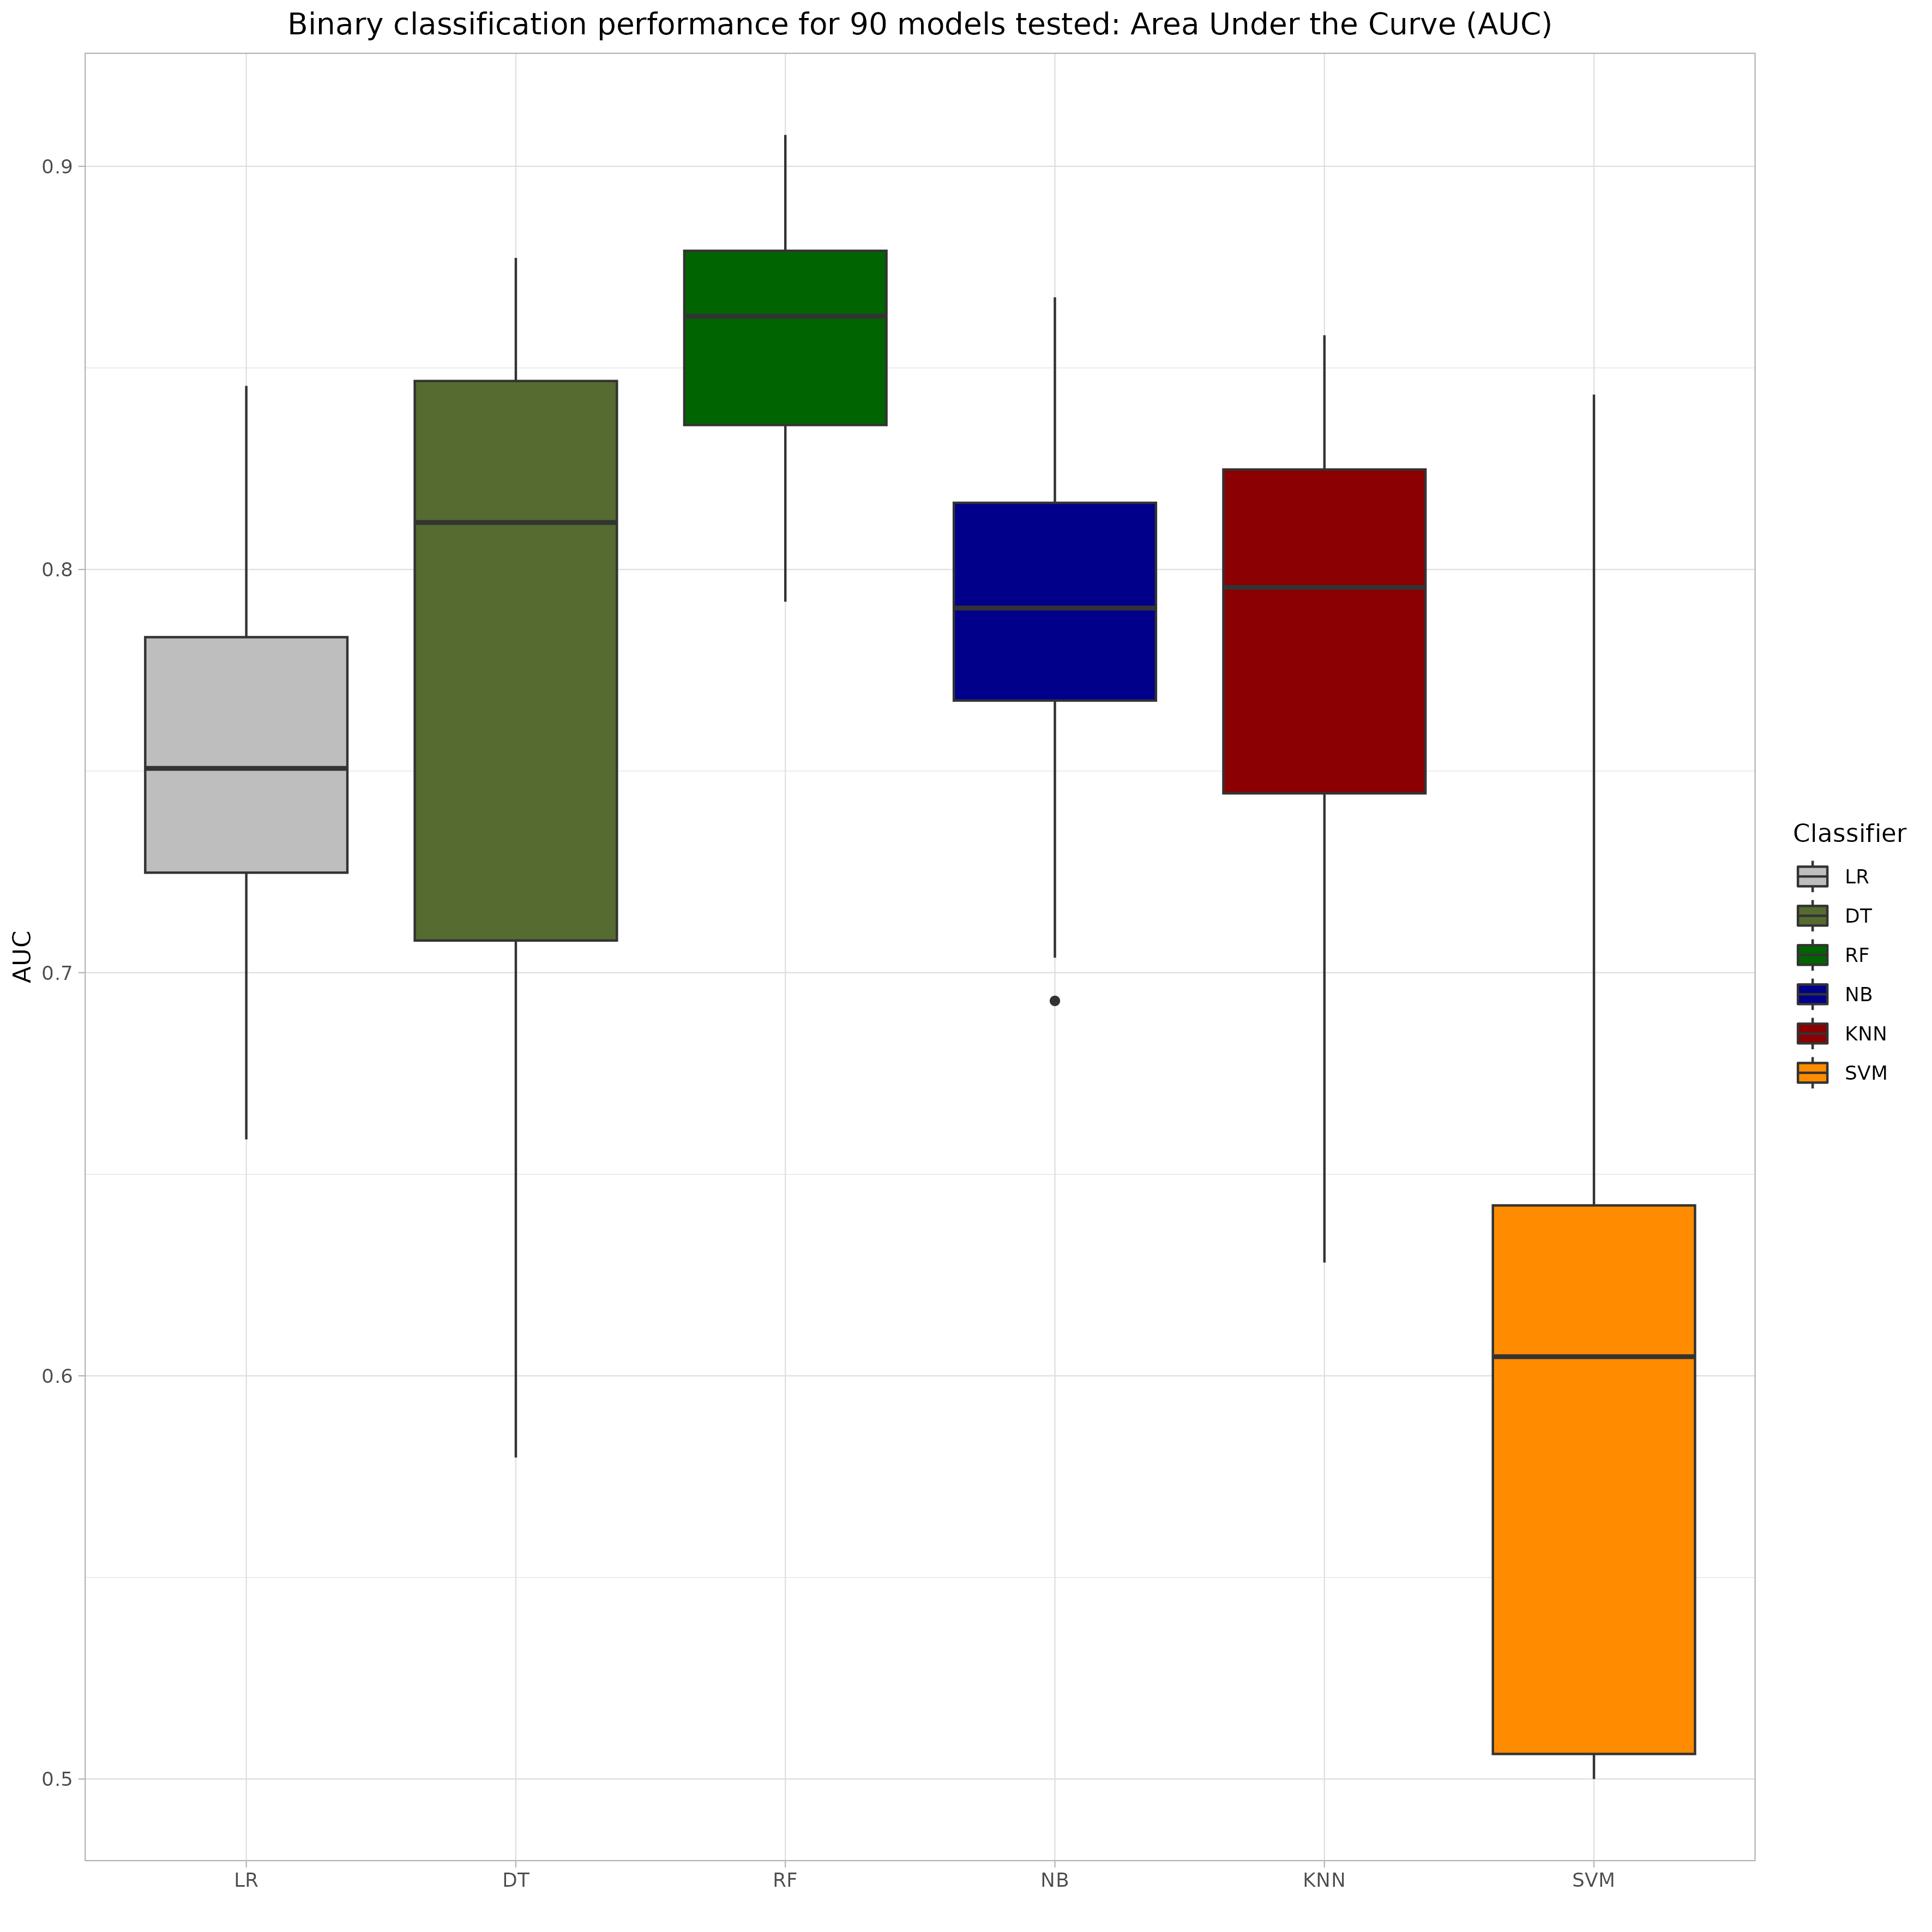 Binary classification performance for 90 models tested: Area Under the Curve (AUC)
AUC
0.9
0.8
0.7
0.6
0.5
LR
DT
RF
NB
KNN
SVM
Classifier
LR
DT
RF
NB
KNN
SVM